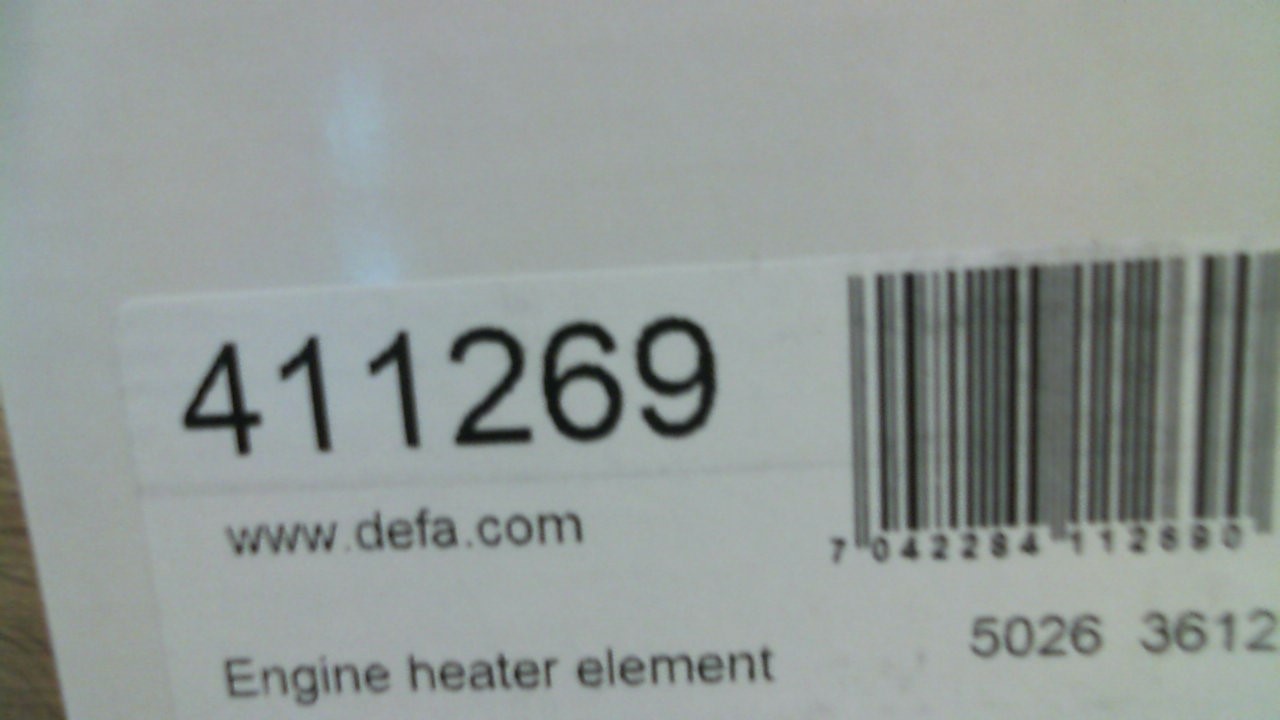 411269
www.defa.com
7 042284 112690
5026 3612
Engine heater element